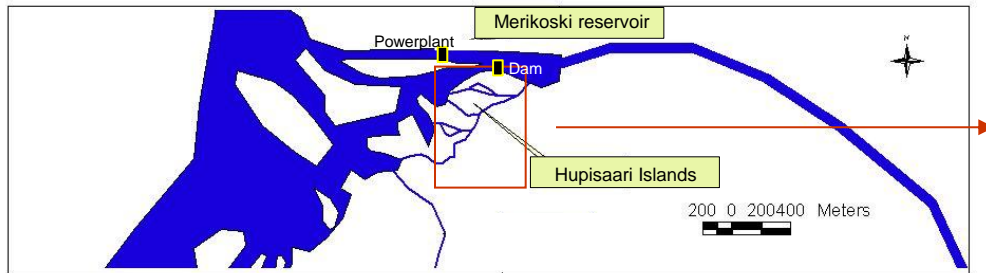 Merikoski reservoir
Powerplant
N
Dam
Hupisaari Islands
200 0 200400 Meters